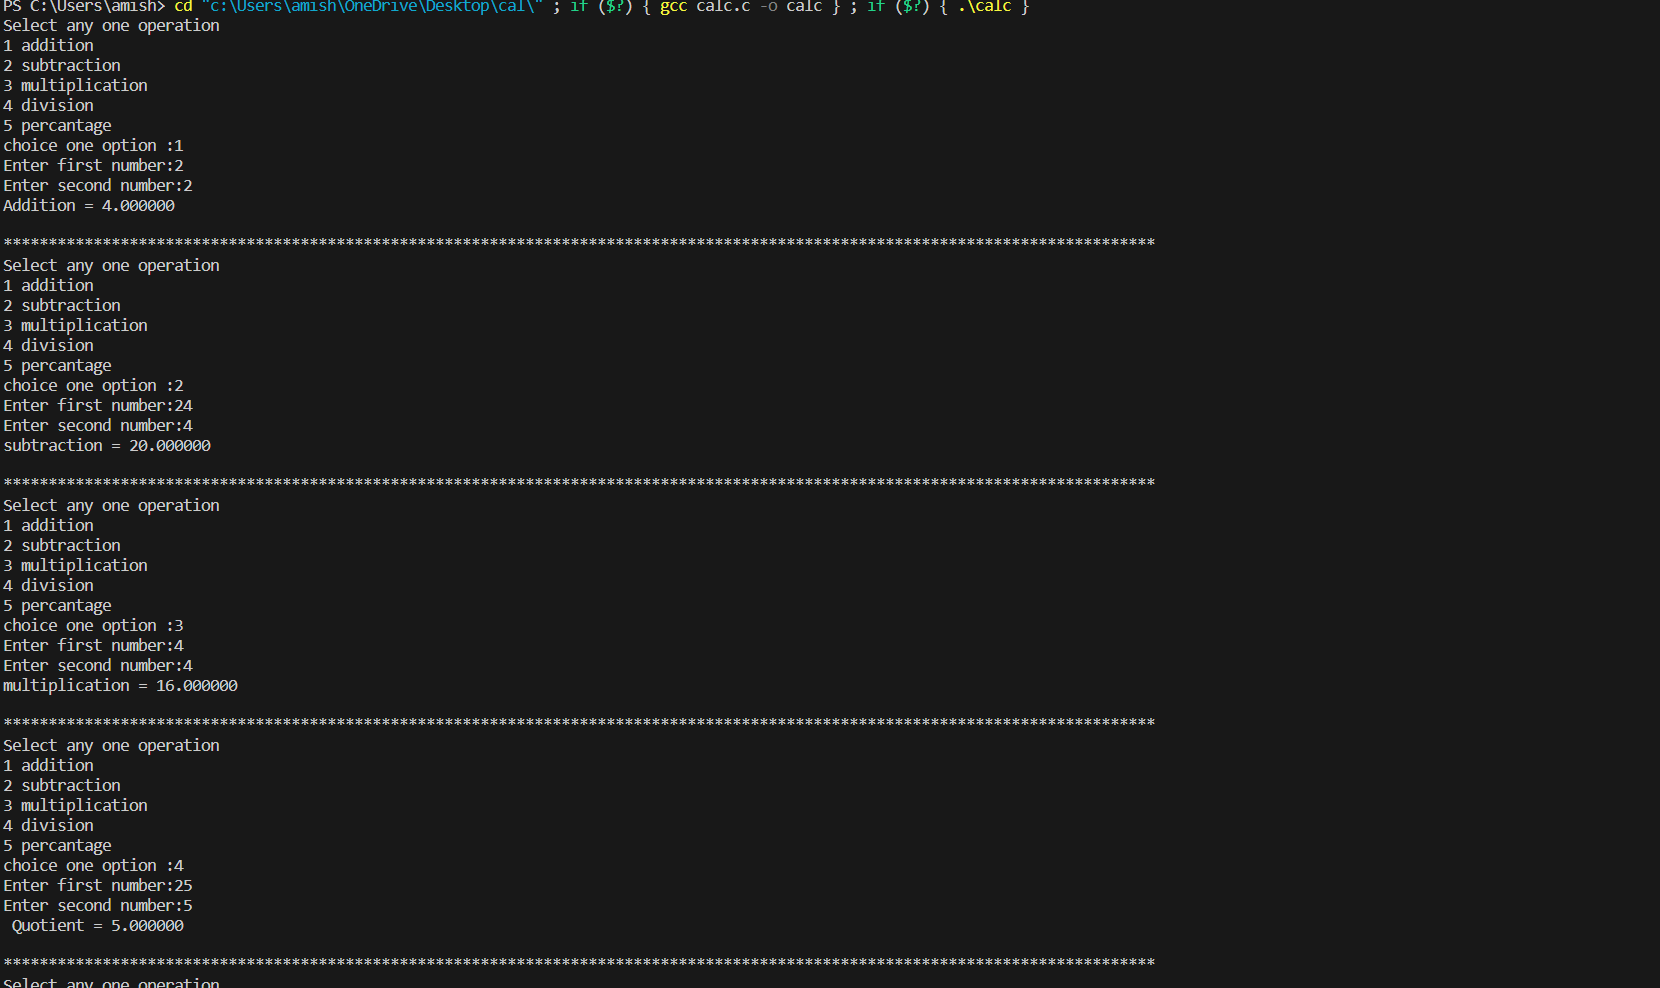 PS C:\Users\amish> cd "c:\Users\amish\OneDrive\Desktop\cal\" ; if ($?) { gcc calc.c -o calc } ; if ($?) { .\calc }
Select any one operation
1 addition
2 subtraction
3 multiplication
4 division
5 percantage
choice one option :1
Enter first number:2
Enter second number:2
Addition = 4.000000
********************************************************************************************************************************
Select any one operation
1 addition
2 subtraction
3 multiplication
4 division
5 percantage
choice one option :2
Enter first number:24
Enter second number:4
subtraction = 20.000000
********************************************************************************************************************************
Select any one operation
1 addition
2 subtraction
3 multiplication
4 division
5 percantage
choice one option :3
Enter first number:4
Enter second number:4
multiplication = 16.000000
********************************************************************************************************************************
Select any one operation
1 addition
2 subtraction
3 multiplication
4 division
5 percantage
choice one option :4
Enter first number:25
Enter second number:5
 Quotient = 5.000000
********************************************************************************************************************************
Select any one operation